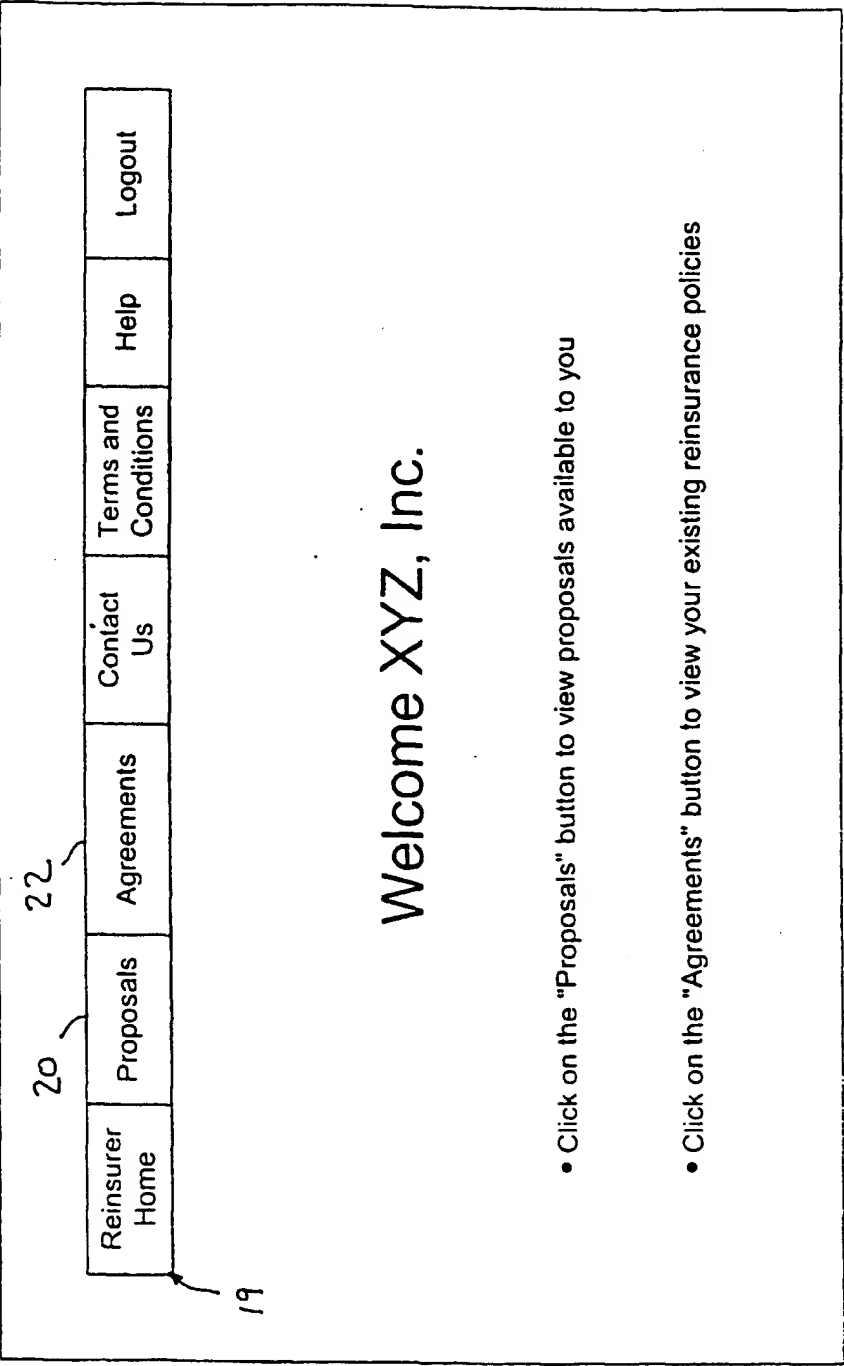 20
22
Reinsurer Home
Proposals
Agreements
Contact Us
Terms and Conditions
Help
Logout
19
Welcome XYZ, Inc.
• Click on the "Proposals" button to view proposals available to you
• Click on the "Agreements" button to view your existing reinsurance policies